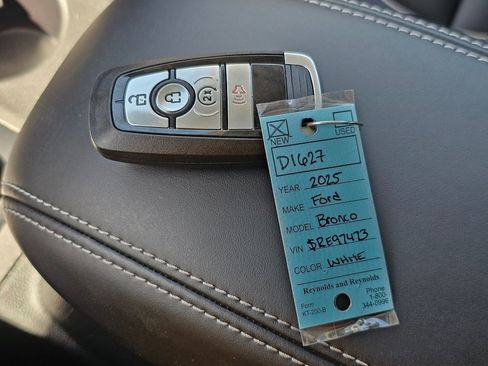 2x
NEW
USED
D1627
YEAR 2025
MAKE Ford
MODEL Bronco
VIN SRE97473
COLOR WHITE
Reynolds and Reynolds
Form
KT-200-B
Phone
1-800-
344-0996